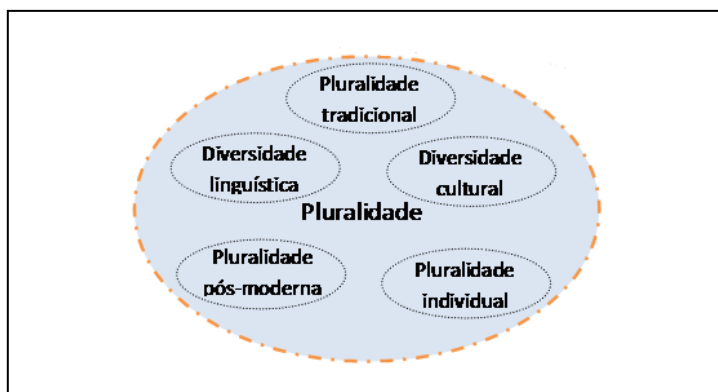 Pluralidade
tradicional
Diversidade
linguística
Diversidade
cultural
Pluralidade
Pluralidade
pós-moderna
Pluralidade
individual